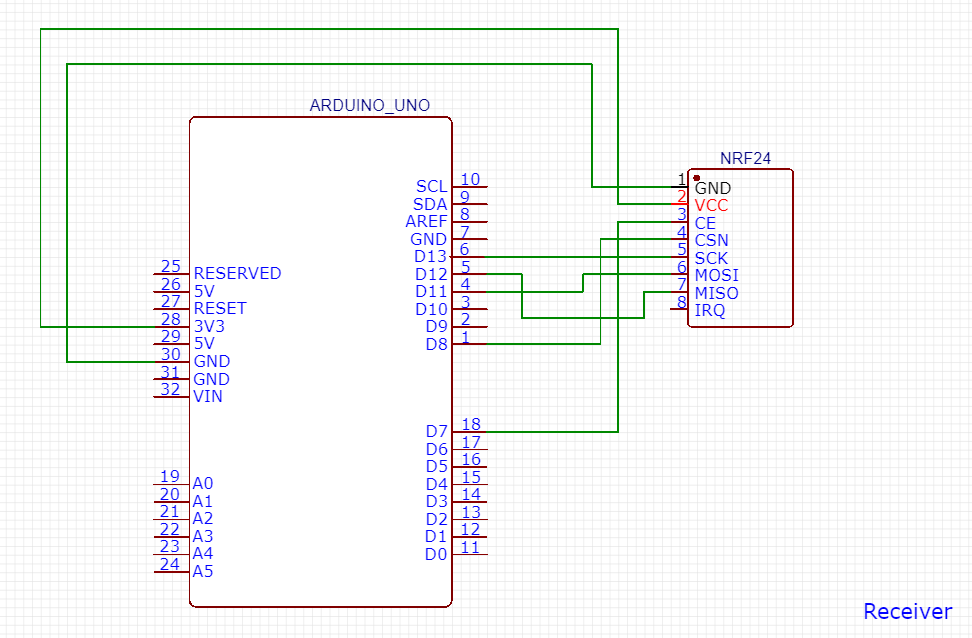 ARDUINO_UNO
NRF24
SCL 10
SDA 9
AREF 8
GND 7
D13 6
D12 5
D11 4
D10 3
D9 2
D8 1
25 RESERVED
26 5V
27 RESET
28 3V3
29 5V
30 GND
31 GND
32 VIN
1 GND
2 VCC
3 CE
4 CSN
5 SCK
6 MOSI
7 MISO
8 IRQ
D7 18
D6 17
D5 16
D4 15
D3 14
D2 13
D1 12
D0 11
19 A0
20 A1
21 A2
22 A3
23 A4
24 A5
Receiver